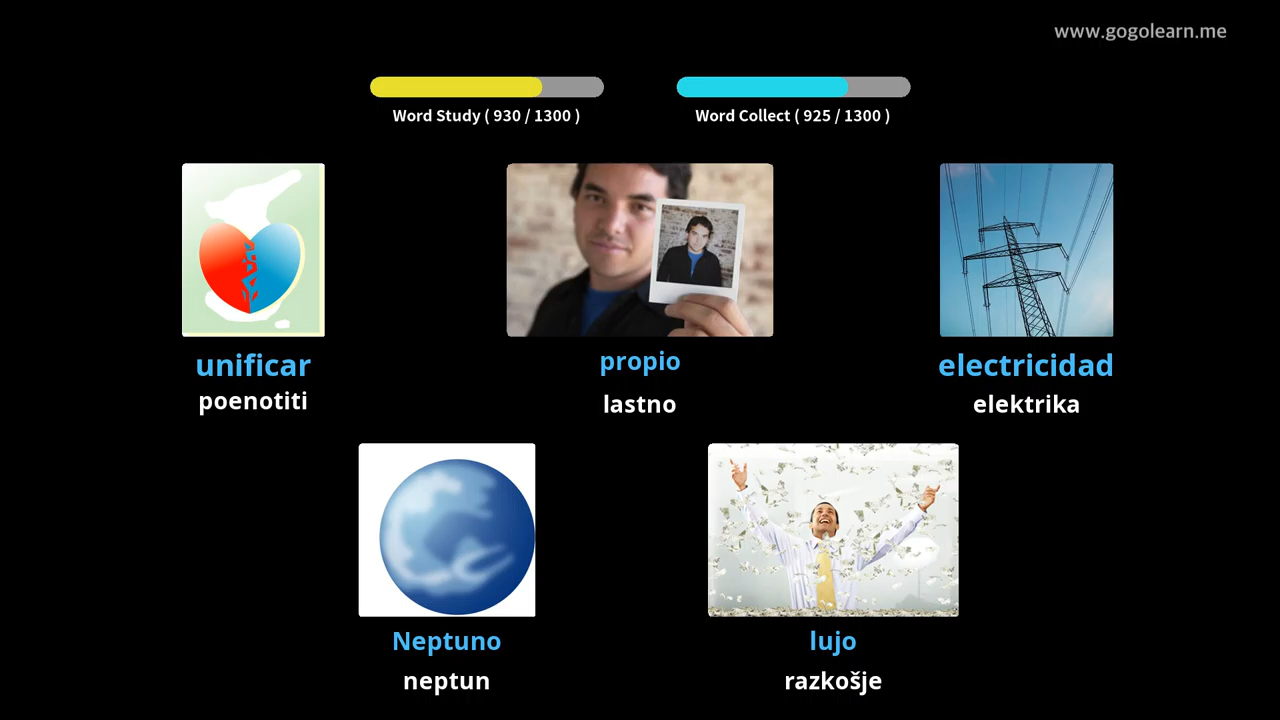 www.gogolearn.me
Word Study ( 930 / 1300 )
Word Collect ( 925 / 1300 )
unificar
poenotiti
propio
lastno
electricidad
elektrika
Neptuno
neptun
lujo
razkošje